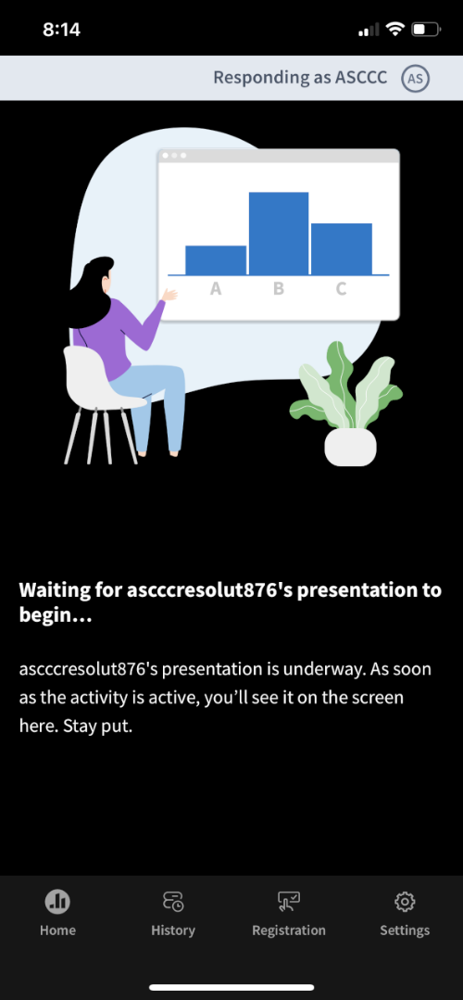 8:14
Responding as ASCCC AS
A B C
Waiting for ascccresolut876's presentation to
begin...
ascccresolut876's presentation is underway. As soon
as the activity is active, you’ll see it on the screen
here. Stay put.
Home History Registration Settings